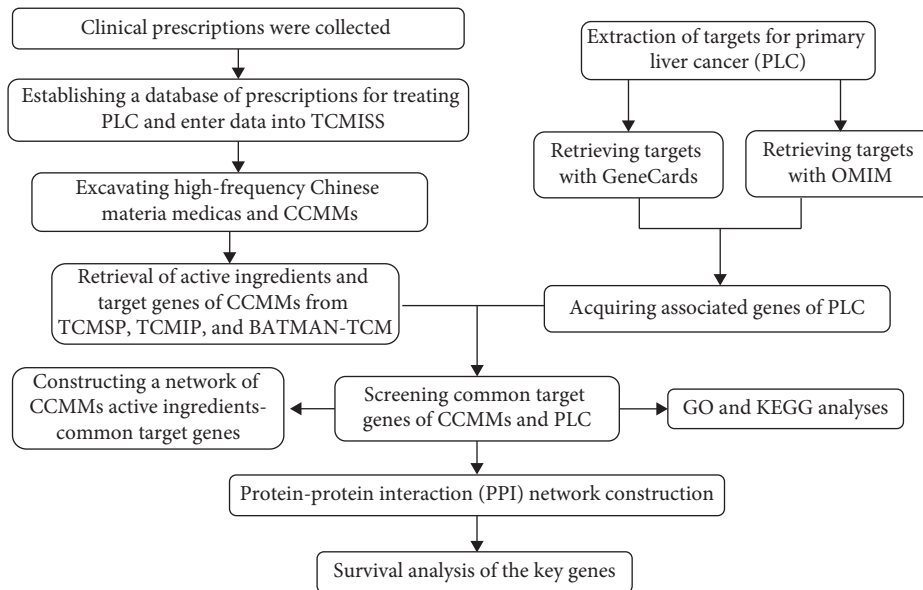 Clinical prescriptions were collected
Establishing a database of prescriptions for treating
PLC and enter data into TCMISS
Excavating high-frequency Chinese
materia medicas and CCMMs
Retrieval of active ingredients and
target genes of CCMMs from
TCMSP, TCMIP, and BATMAN-TCM
Extraction of targets for primary
liver cancer (PLC)
Retrieving targets
with GeneCards
Retrieving targets
with OMIM
Acquiring associated genes of PLC
Constructing a network of
CCMMs active ingredients-
common target genes
Screening common target
genes of CCMMs and PLC
GO and KEGG analyses
Protein-protein interaction (PPI) network construction
Survival analysis of the key genes